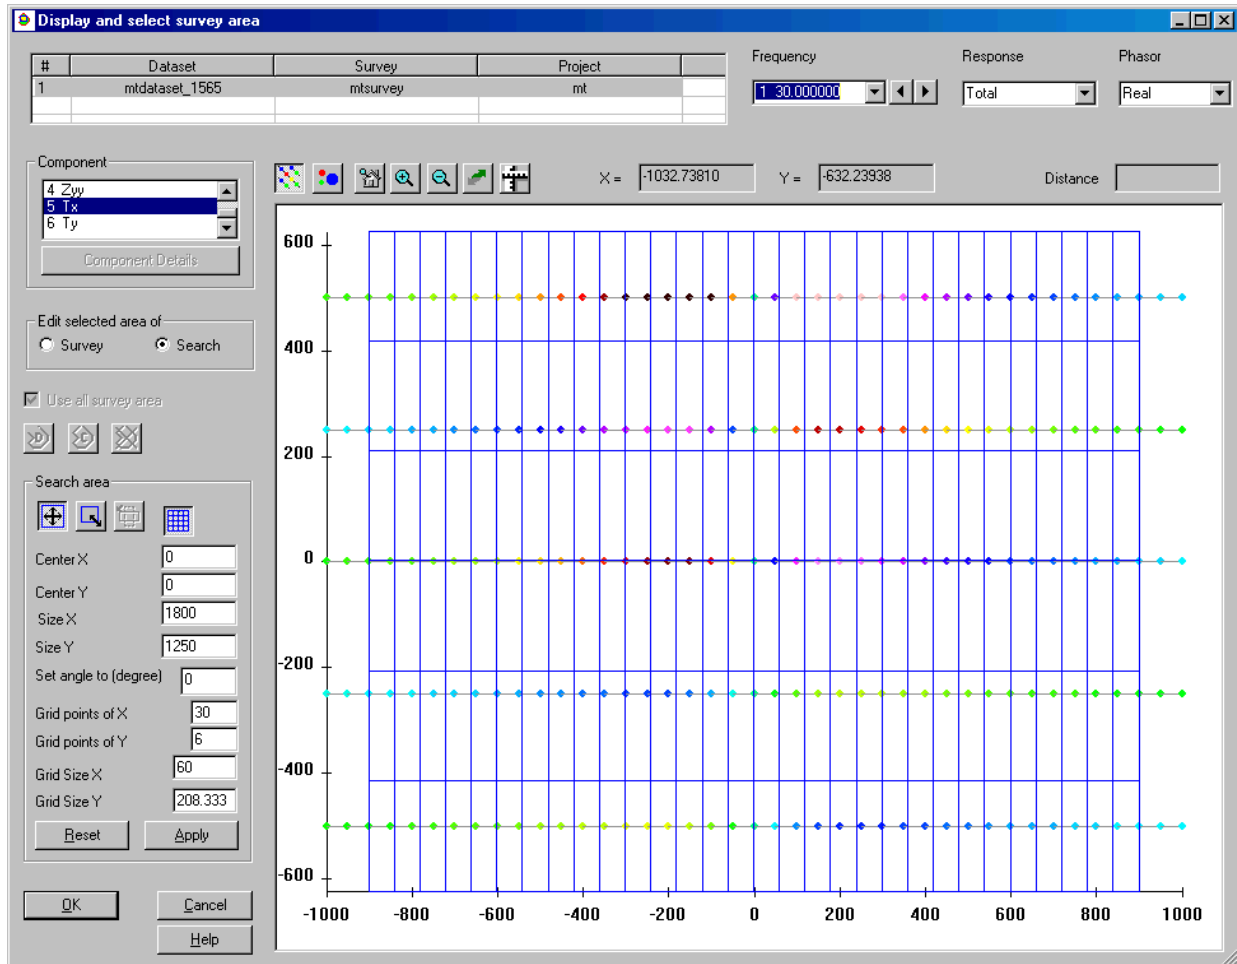 Display and select survey area
# Dataset Survey Project
1 mtdataset_1565 mtsurvey mt
Frequency Response Phasor
1 30.000000 Total Real
Component
4 Zyy
5 Tx
6 Ty
Component Details
X = -1032.73810 Y = -632.23938 Distance
Edit selected area of
Survey Search
Use all survey area
Search area
Center X 0
Center Y 0
Size X 1800
Size Y 1250
Set angle to (degree) 0
Grid points of X 30
Grid points of Y 6
Grid Size X 60
Grid Size Y 208.333
Reset Apply
OK Cancel
Help
600
400
200
0
-200
-400
-600
-1000 -800 -600 -400 -200 0 200 400 600 800 1000